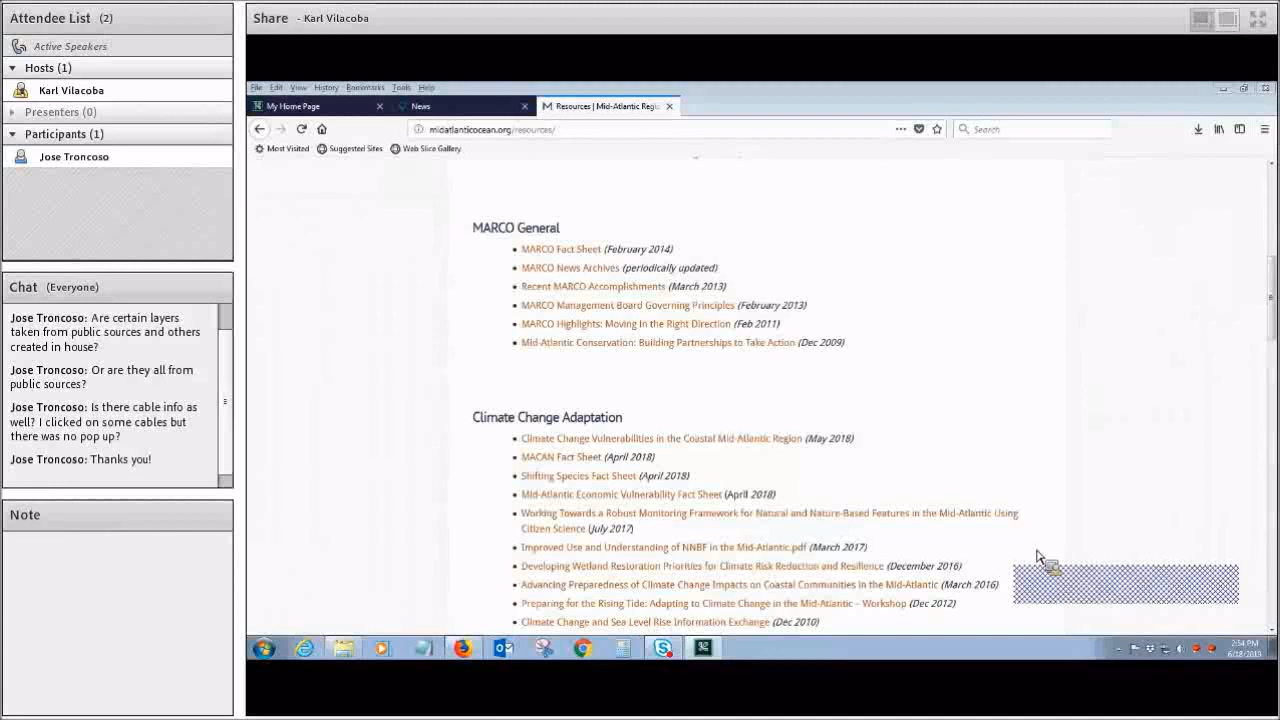 Attendee List (2)
Active Speakers
Hosts (1)
Karl Vilacoba
Presenters (0)
Participants (1)
Jose Troncoso
Chat (Everyone)
Jose Troncoso: Are certain layers
taken from public sources and others
created in house?
Jose Troncoso: Or are they all from
public sources?
Jose Troncoso: Is there cable info as
well? I clicked on some cables but
there was no pop up?
Jose Troncoso: Thanks you!
Note
Share - Karl Vilacoba
File Edit View History Bookmarks Tools Help
My Home Page
News
Resources | Mid-Atlantic Regi
midatlanticocean.org/resources/
Search
Most Visited
Suggested Sites
Web Slice Gallery
MARCO General
MARCO Fact Sheet (February 2014)
MARCO News Archives (periodically updated)
Recent MARCO Accomplishments (March 2013)
MARCO Management Board Governing Principles (February 2013)
MARCO Highlights: Moving in the Right Direction (Feb 2011)
Mid-Atlantic Conservation: Building Partnerships to Take Action (Dec 2009)
Climate Change Adaptation
Climate Change Vulnerabilities in the Coastal Mid-Atlantic Region (May 2018)
MACAN Fact Sheet (April 2018)
Shifting Species Fact Sheet (April 2018)
Mid-Atlantic Economic Vulnerability Fact Sheet (April 2018)
Working Towards a Robust Monitoring Framework for Natural and Nature-Based Features in the Mid-Atlantic Using
Citizen Science (July 2017)
Improved Use and Understanding of NNBF in the Mid-Atlantic.pdf (March 2017)
Developing Wetland Restoration Priorities for Climate Risk Reduction and Resilience (December 2016)
Advancing Preparedness of Climate Change Impacts on Coastal Communities in the Mid-Atlantic (March 2016)
Preparing for the Rising Tide: Adapting to Climate Change in the Mid-Atlantic – Workshop (Dec 2012)
Climate Change and Sea Level Rise Information Exchange (Dec 2010)
2:54 PM
6/18/2019